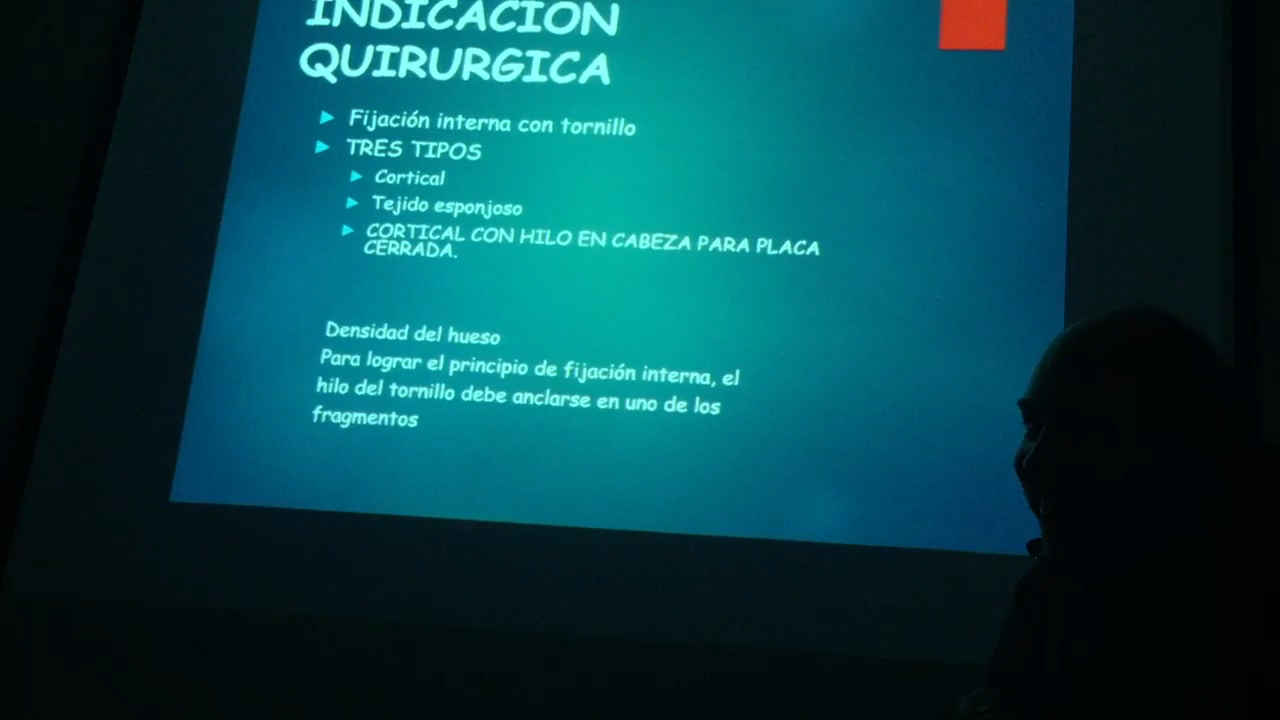 INDICACION
QUIRURGICA
Fijación interna con tornillo
TRES TIPOS
Cortical
Tejido esponjoso
CORTICAL CON HILO EN CABEZA PARA PLACA
CERRADA.
Densidad del hueso
Para lograr el principio de fijación interna, el
hilo del tornillo debe anclarse en uno de los
fragmentos